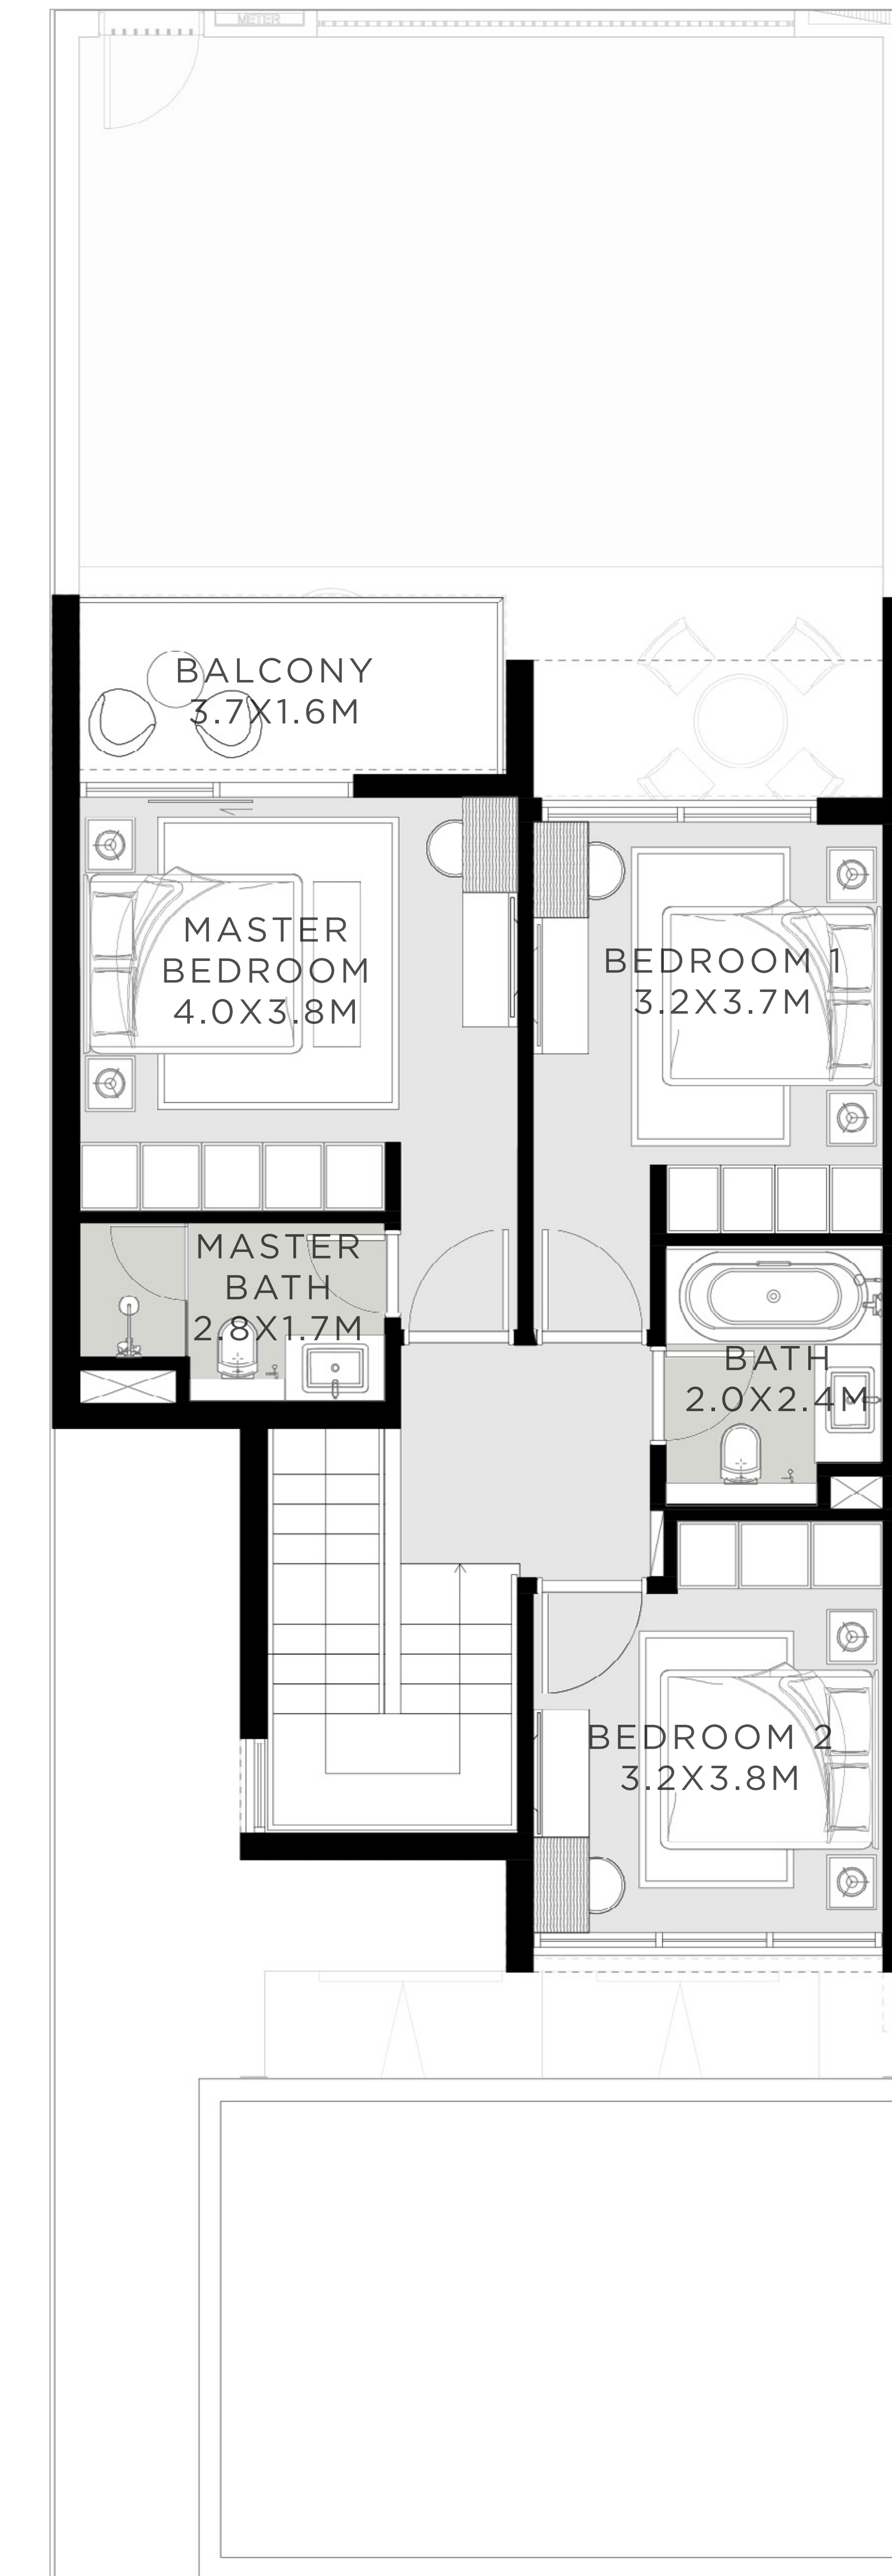 METER
BALCONY
3.7X1.6M
MASTER
BEDROOM
4.0X3.8M
BEDROOM 1
3.2X3.7M
MASTER
BATH
2.8X1.7M
BATH
2.0X2.4M
BEDROOM 2
3.2X3.8M